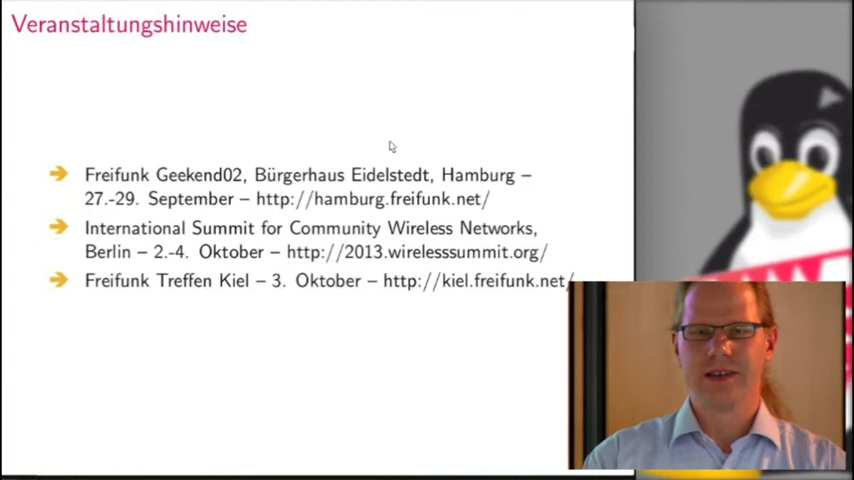 Veranstaltungshinweise
Freifunk Geekend02, Bürgerhaus Eidelstedt, Hamburg –
27.-29. September – http://hamburg.freifunk.net/
International Summit for Community Wireless Networks,
Berlin – 2.-4. Oktober – http://2013.wirelesssummit.org/
Freifunk Treffen Kiel – 3. Oktober – http://kiel.freifunk.net/